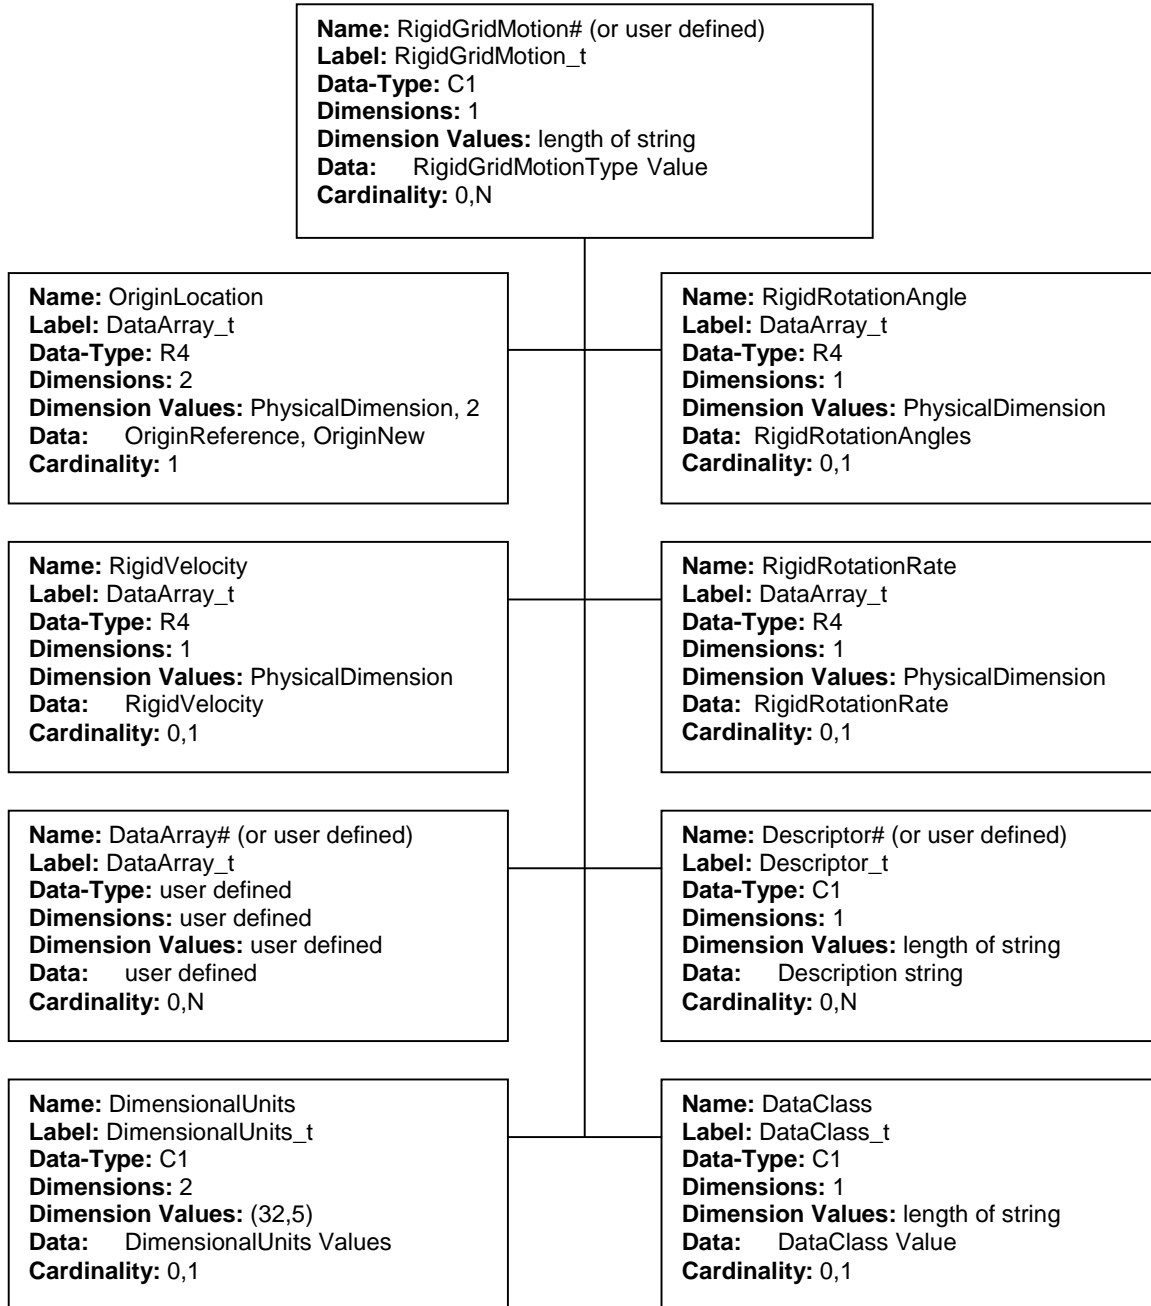 Name: RigidGridMotion# (or user defined)
Label: RigidGridMotion_t
Data-Type: C1
Dimensions: 1
Dimension Values: length of string
Data: RigidGridMotionType Value
Cardinality: 0,N
Name: OriginLocation
Label: DataArray_t
Data-Type: R4
Dimensions: 2
Dimension Values: PhysicalDimension, 2
Data: OriginReference, OriginNew
Cardinality: 1
Name: RigidRotationAngle
Label: DataArray_t
Data-Type: R4
Dimensions: 1
Dimension Values: PhysicalDimension
Data: RigidRotationAngles
Cardinality: 0,1
Name: RigidVelocity
Label: DataArray_t
Data-Type: R4
Dimensions: 1
Dimension Values: PhysicalDimension
Data: RigidVelocity
Cardinality: 0,1
Name: RigidRotationRate
Label: DataArray_t
Data-Type: R4
Dimensions: 1
Dimension Values: PhysicalDimension
Data: RigidRotationRate
Cardinality: 0,1
Name: DataArray# (or user defined)
Label: DataArray_t
Data-Type: user defined
Dimensions: user defined
Dimension Values: user defined
Data: user defined
Cardinality: 0,N
Name: Descriptor# (or user defined)
Label: Descriptor_t
Data-Type: C1
Dimensions: 1
Dimension Values: length of string
Data: Description string
Cardinality: 0,N
Name: DimensionalUnits
Label: DimensionalUnits_t
Data-Type: C1
Dimensions: 2
Dimension Values: (32,5)
Data: DimensionalUnits Values
Cardinality: 0,1
Name: DataClass
Label: DataClass_t
Data-Type: C1
Dimensions: 1
Dimension Values: length of string
Data: DataClass Value
Cardinality: 0,1